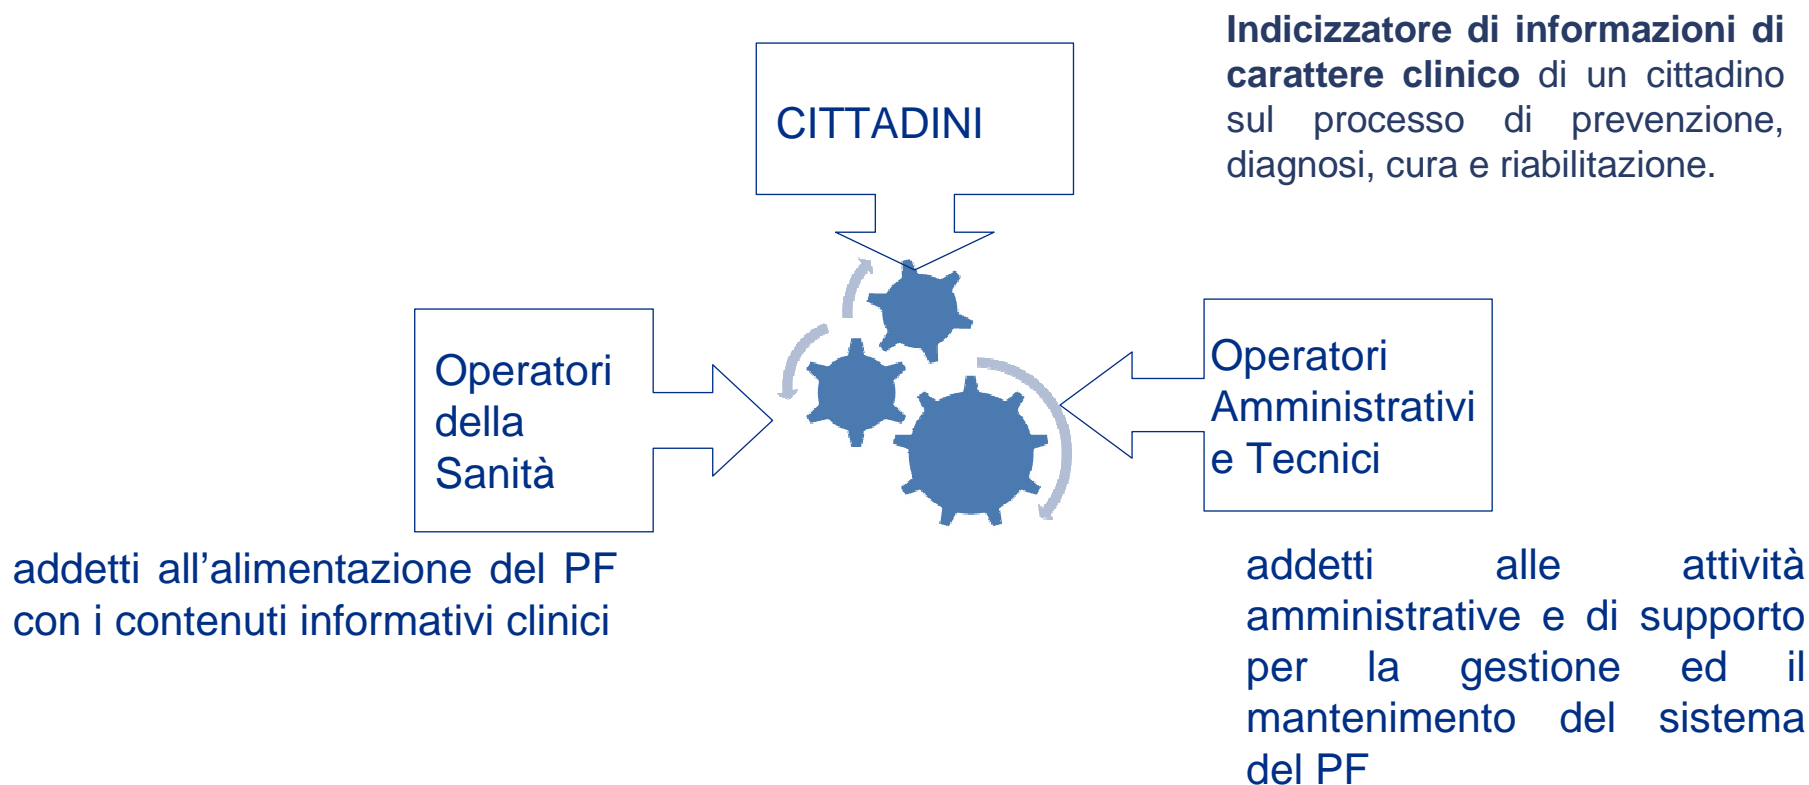 Indicizzatore di informazioni di
carattere clinico di un cittadino
sul processo di prevenzione,
diagnosi, cura e riabilitazione.
CITTADINI
Operatori
della
Sanità
Operatori
Amministrativi
e Tecnici
addetti all’alimentazione del PF
con i contenuti informativi clinici
addetti alle attività
amministrative e di supporto
per la gestione ed il
mantenimento del sistema
del PF